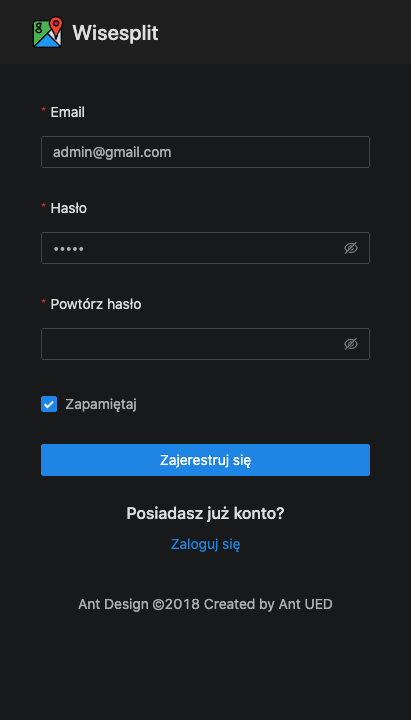 Wisesplit
* Email
admin@gmail.com
* Hasło
•••••
* Powtórz hasło
Zapamiętaj
Zajerestruj się
Posiadasz już konto?
Zaloguj się
Ant Design ©2018 Created by Ant UED